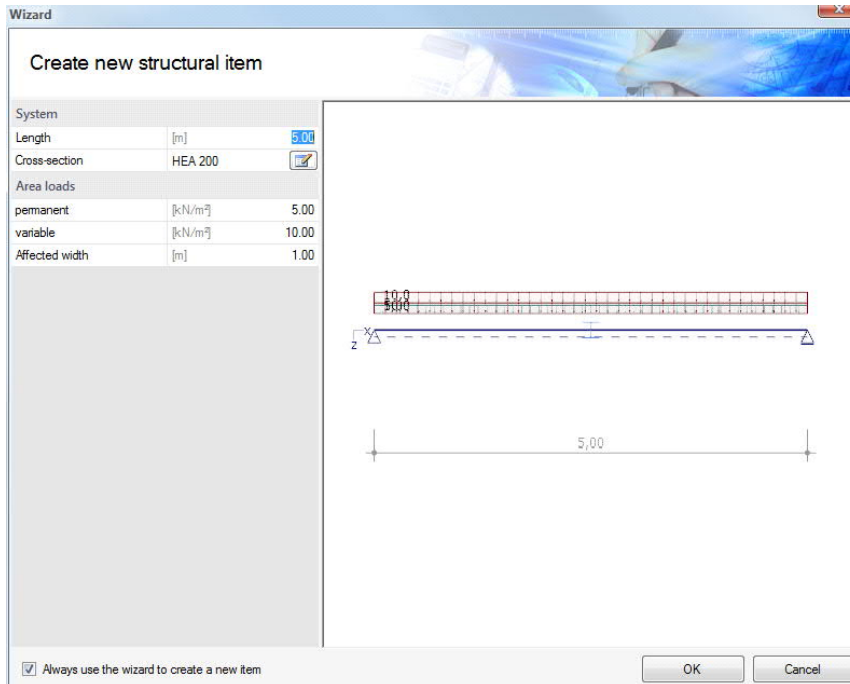 Wizard
Create new structural item
System
Length [m] 5.00
Cross-section HEA 200
Area loads
permanent [kN/m²] 5.00
variable [kN/m²] 10.00
Affected width [m] 1.00
10,0
X
Z
5,00
Always use the wizard to create a new item
OK Cancel